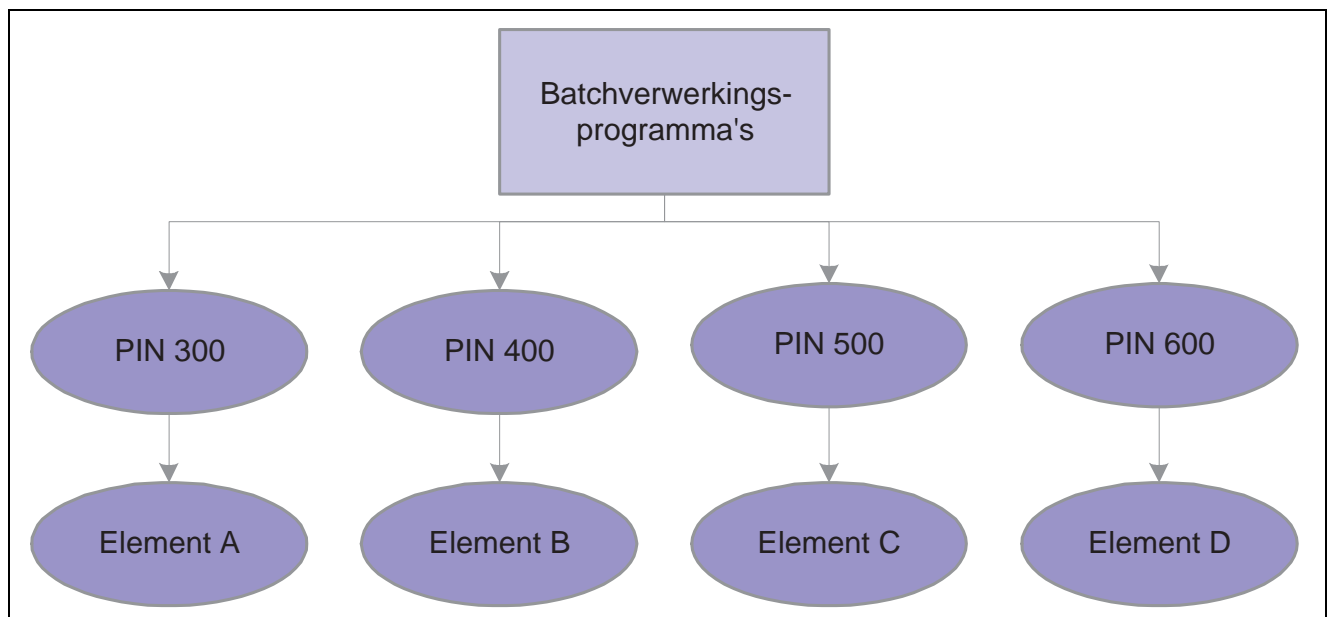 Batchverwerkings-
programma's
PIN 300
PIN 400
PIN 500
PIN 600
Element A
Element B
Element C
Element D